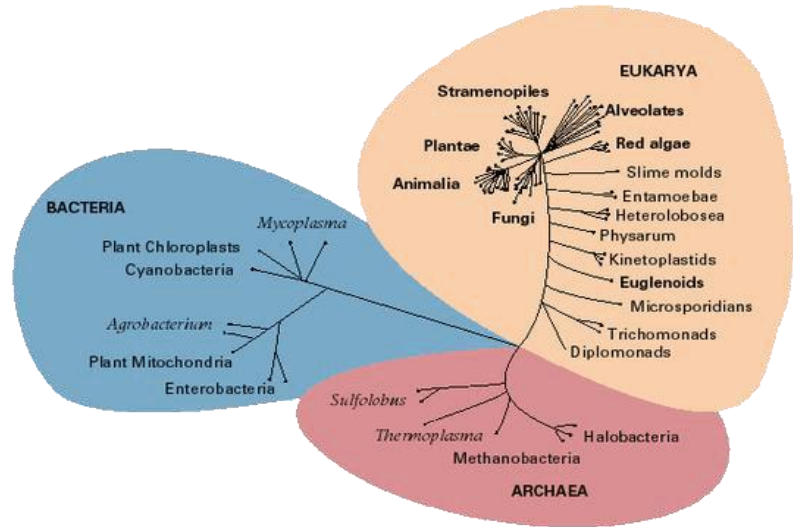 EUKARYA
Stramenopiles
Alveolates
Plantae
Red algae
Animalia
Slime molds
Entamoebae
Fungi
Heterolobosea
Physarum
Kinetoplastids
Euglenoids
Microsporidians
Trichomonads
Diplomonads
BACTERIA
Mycoplasma
Plant Chloroplasts
Cyanobacteria
Agrobacterium
Plant Mitochondria
Enterobacteria
Sulfolobus
Thermoplasma
Halobacteria
Methanobacteria
ARCHAEA